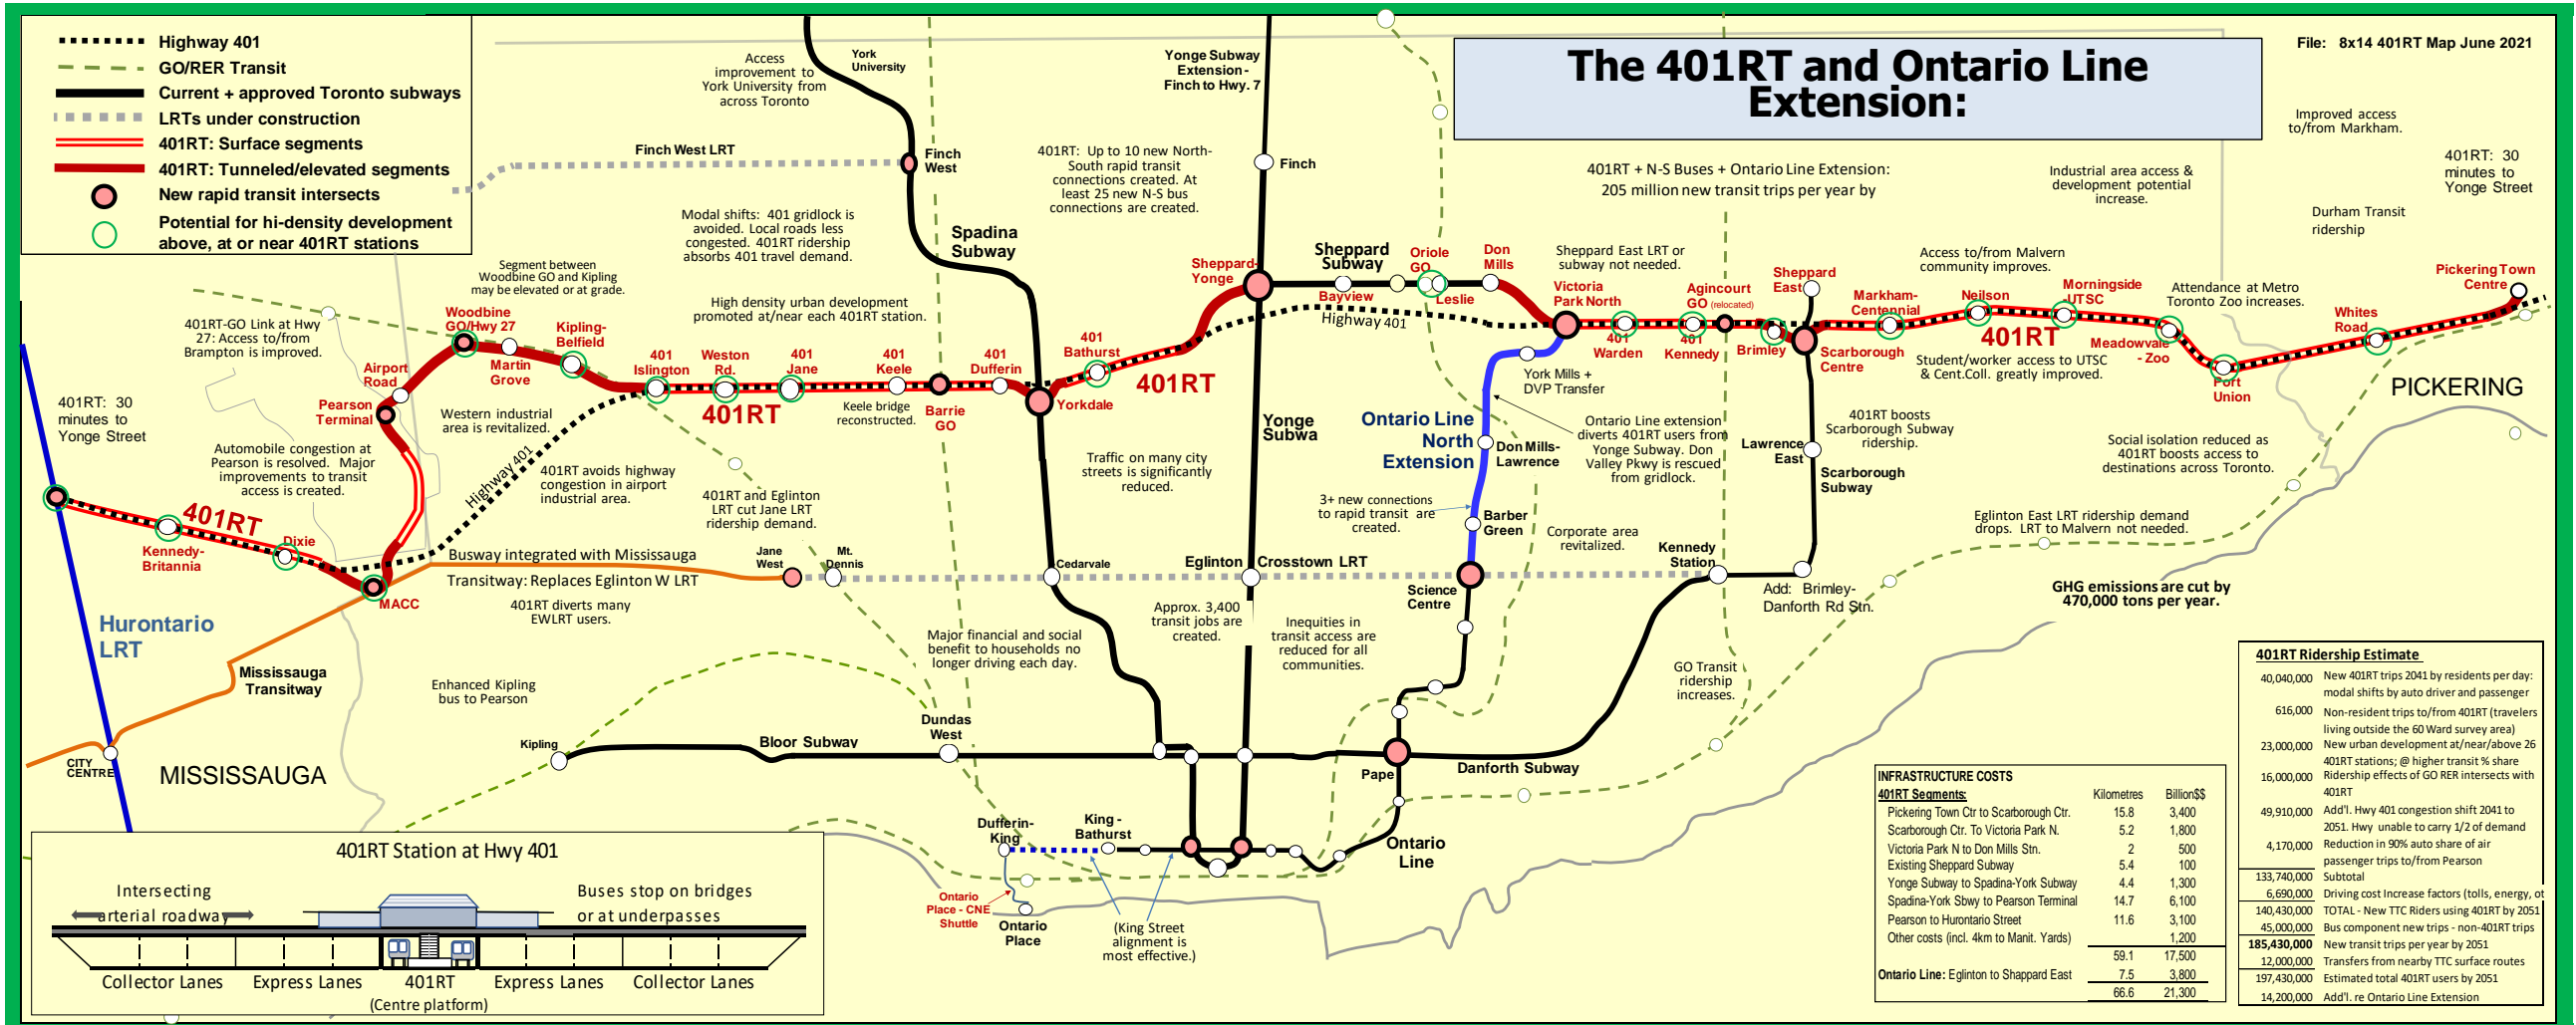 Highway 401
GO/RER Transit
Current + approved Toronto subways
LRTs under construction
401RT: Surface segments
401RT: Tunneled/elevated segments
New rapid transit intersects
Potential for hi-density development
above, at or near 401RT stations
The 401RT and Ontario Line
Extension:
File: 8x14 401RT Map June 2021
Access
improvement to
York University from
across Toronto
York
University
Yonge Subway
Extension -
Finch to Hwy. 7
Improved access
to/from Markham.
Finch West LRT
Finch
West
401RT: Up to 10 new North-
South rapid transit
connections created. At
least 25 new N-S bus
connections are created.
Finch
401RT + N-S Buses + Ontario Line Extension:
205 million new transit trips per year by
Industrial area access &
development potential
increase.
401RT: 30
minutes to
Yonge Street
Durham Transit
ridership
Modal shifts: 401 gridlock is
avoided. Local roads less
congested. 401RT ridership
absorbs 401 travel demand.
Spadina
Subway
Segment between
Woodbine GO and Kipling
may be elevated or at grade.
High density urban development
promoted at/near each 401RT station.
Sheppard-
Yonge
Sheppard
Subway
Bayview
Oriole
GO
Leslie
Don
Mills
Highway 401
Sheppard East LRT or
subway not needed.
Victoria
Park North
Agincourt
GO (relocated)
Sheppard
East
Access to/from Malvern
community improves.
Markham-
Centennial
Neilson
Morningside
-UTSC
Attendance at Metro
Toronto Zoo increases.
Pickering Town
Centre
Whites
Road
401RT-GO Link at Hwy
27: Access to/from
Brampton is improved.
Woodbine
GO/Hwy 27
Kipling-
Belfield
Martin
Grove
Airport
Road
Pearson
Terminal
401
Islington
Weston
Rd.
401
Jane
401
Keele
401
Dufferin
401
Bathurst
401RT
Keele bridge
reconstructed.
Barrie
GO
Yorkdale
401RT
401
Warden
401
Kennedy
Brimley
Scarborough
Centre
401RT
Student/worker access to UTSC
& Cent.Coll. greatly improved.
Meadowvale
- Zoo
Port
Union
PICKERING
401RT: 30
minutes to
Yonge Street
Western industrial
area is revitalized.
Automobile congestion at
Pearson is resolved. Major
improvements to transit
access is created.
Highway 401
401RT avoids highway
congestion in airport
industrial area.
401RT and Eglinton
LRT cut Jane LRT
ridership demand.
Traffic on many city
streets is significantly
reduced.
Yonge
Subwa
Ontario Line
North
Extension
York Mills +
DVP Transfer
Ontario Line extension
diverts 401RT users from
Yonge Subway. Don
Valley Pkwy is rescued
from gridlock.
Don Mills-
Lawrence
3+ new connections
to rapid transit are
created.
Barber
Green
Corporate area
revitalized.
401RT boosts
Scarborough Subway
ridership.
Lawrence
East
Scarborough
Subway
Social isolation reduced as
401RT boosts access to
destinations across Toronto.
Eglinton East LRT ridership demand
drops. LRT to Malvern not needed.
401RT
Kennedy-
Britannia
Dixie
MACC
Busway integrated with Mississauga
Transitway: Replaces Eglinton W LRT
401RT diverts many
EWLRT users.
Jane
West
Mt.
Dennis
Cedarvale
Eglinton
Crosstown LRT
Science
Centre
Kennedy
Station
Add: Brimley-
Danforth Rd Stn.
GHG emissions are cut by
470,000 tons per year.
Hurontario
LRT
Mississauga
Transitway
Enhanced Kipling
bus to Pearson
Major financial and social
benefit to households no
longer driving each day.
Approx. 3,400
transit jobs are
created.
Inequities in
transit access are
reduced for all
communities.
GO Transit
ridership
increases.
CITY
CENTRE
MISSISSAUGA
Kipling
Bloor Subway
Dundas
West
Pape
Danforth Subway
Dufferin-
King
King -
Bathurst
Ontario
Line
Ontario
Place - CNE
Shuttle
Ontario
Place
(King Street
alignment is
most effective.)
401RT Station at Hwy 401
Intersecting
arterial roadway
Buses stop on bridges
or at underpasses
Collector Lanes
Express Lanes
401RT
Express Lanes
Collector Lanes
(Centre platform)
INFRASTRUCTURE COSTS
401RT Segments: Kilometres Billion$$
Pickering Town Ctr to Scarborough Ctr. 15.8 3,400
Scarborough Ctr. To Victoria Park N. 5.2 1,800
Victoria Park N to Don Mills Stn. 2 500
Existing Sheppard Subway 5.4 100
Yonge Subway to Spadina-York Subway 4.4 1,300
Spadina-York Sbwy to Pearson Terminal 14.7 6,100
Pearson to Hurontario Street 11.6 3,100
Other costs (incl. 4km to Manit. Yards) 1,200
59.1 17,500
Ontario Line: Eglinton to Shappard East 7.5 3,800
66.6 21,300
401RT Ridership Estimate
40,040,000 New 401RT trips 2041 by residents per day:
modal shifts by auto driver and passenger
616,000 Non-resident trips to/from 401RT (travelers
living outside the 60 Ward survey area)
23,000,000 New urban development at/near/above 26
401RT stations; @ higher transit % share
16,000,000 Ridership effects of GO RER intersects with
401RT
49,910,000 Add'l. Hwy 401 congestion shift 2041 to
2051. Hwy unable to carry 1/2 of demand
4,170,000 Reduction in 90% auto share of air
passenger trips to/from Pearson
133,740,000 Subtotal
6,690,000 Driving cost Increase factors (tolls, energy, ot
140,430,000 TOTAL - New TTC Riders using 401RT by 2051
45,000,000 Bus component new trips - non-401RT trips
185,430,000 New transit trips per year by 2051
12,000,000 Transfers from nearby TTC surface routes
197,430,000 Estimated total 401RT users by 2051
14,200,000 Add'l. re Ontario Line Extension